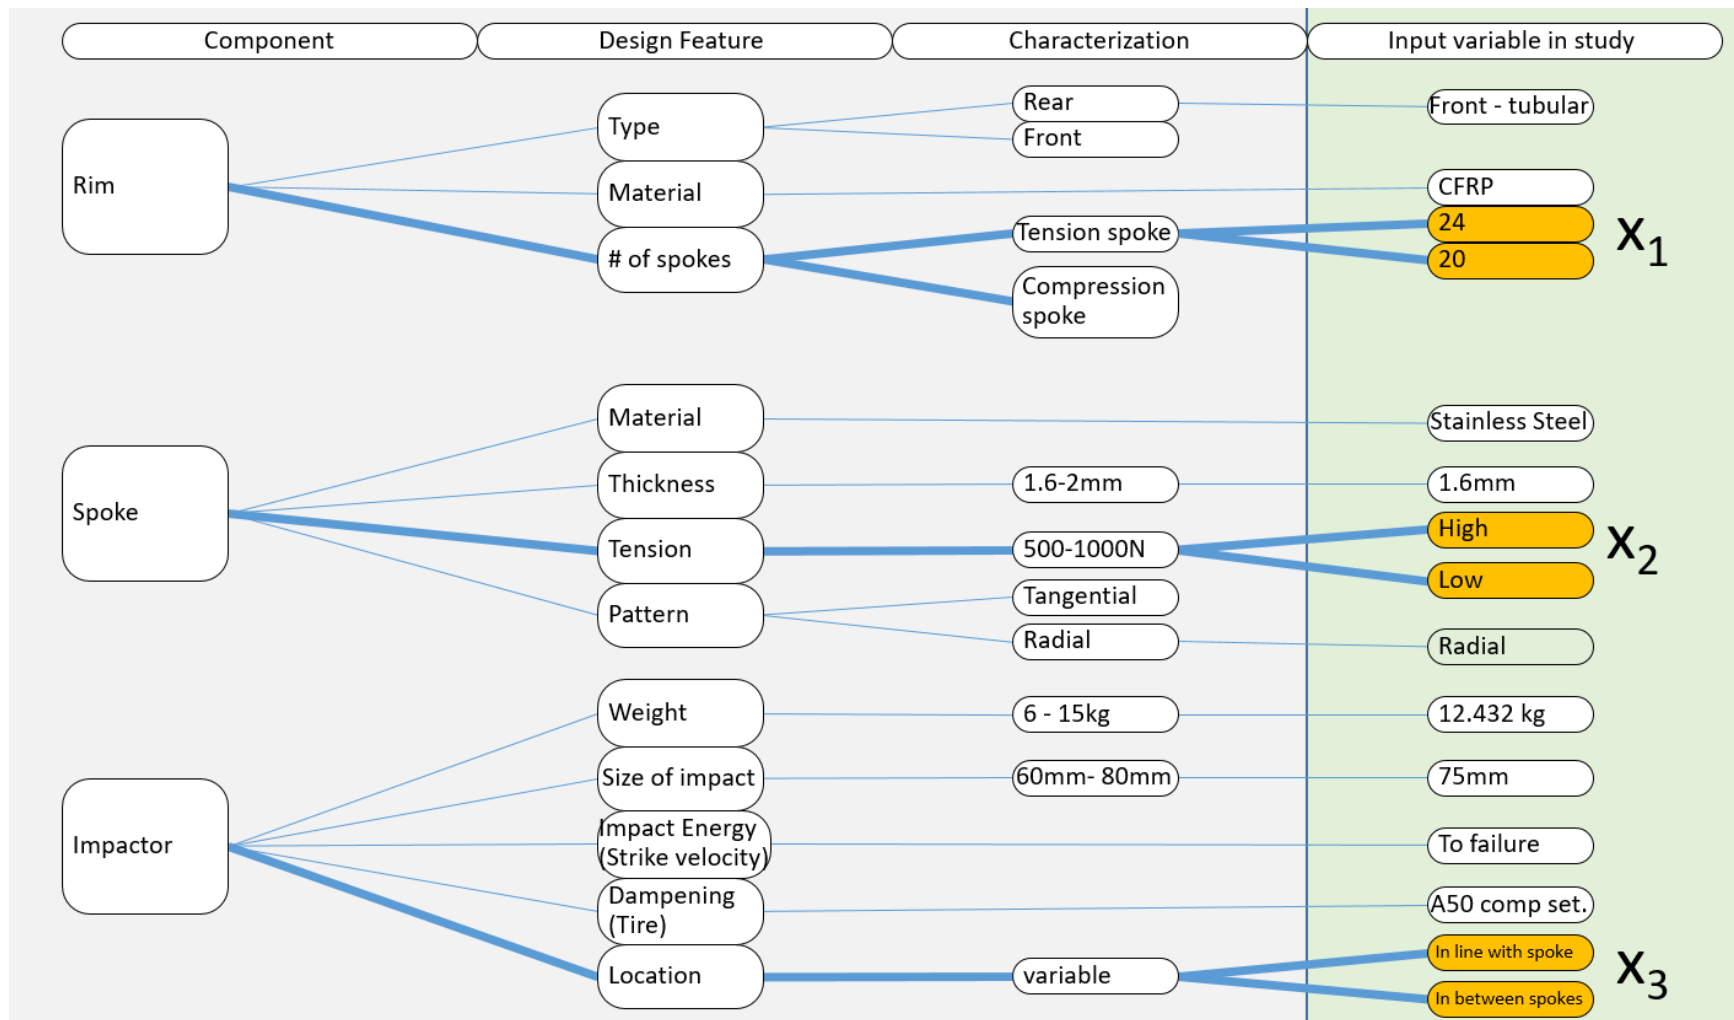 Component
Design Feature
Characterization
Input variable in study
Rim
Type
Rear
Front
Front - tubular
Material
CFRP
# of spokes
Tension spoke
24
20
X1
Compression
spoke
Spoke
Material
Stainless Steel
Thickness
1.6-2mm
1.6mm
Tension
500-1000N
High
Low
X2
Pattern
Tangential
Radial
Radial
Impactor
Weight
6 - 15kg
12.432 kg
Size of impact
60mm- 80mm
75mm
Impact Energy
(Strike velocity)
To failure
Dampening
(Tire)
A50 comp set.
Location
variable
In line with spoke
In between spokes
X3